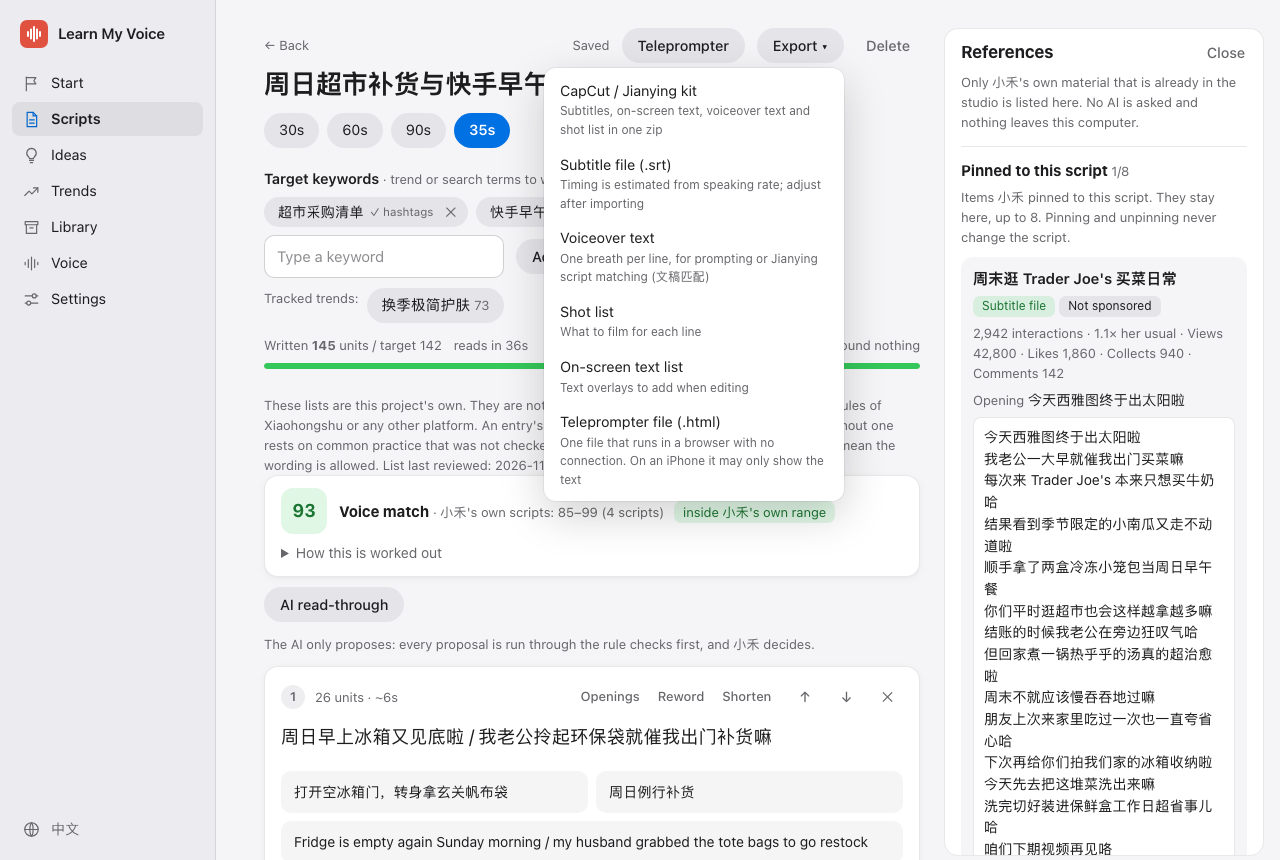 Learn My Voice
Start
Scripts
Ideas
Trends
Library
Voice
Settings
中文
← Back
Saved
Teleprompter
Export ▾
Delete
周日超市补货与快手早午
30s
60s
90s
35s
Target keywords · trend or search terms to
超市采购清单 ✓ hashtags ×
快手早午
Type a keyword
Tracked trends:
换季极简护肤 73
Written 145 units / target 142 reads in 36s
ound nothing
These lists are this project's own. They are not
ules of
Xiaohongshu or any other platform. An entry's
hout one
rests on common practice that was not checke
mean the
wording is allowed. List last reviewed: 2026-11
CapCut / Jianying kit
Subtitles, on-screen text, voiceover text and
shot list in one zip
Subtitle file (.srt)
Timing is estimated from speaking rate; adjust
after importing
Voiceover text
One breath per line, for prompting or Jianying
script matching (文稿匹配)
Shot list
What to film for each line
On-screen text list
Text overlays to add when editing
Teleprompter file (.html)
One file that runs in a browser with no
connection. On an iPhone it may only show the
text
93
Voice match · 小禾's own scripts: 85–99 (4 scripts)
inside 小禾's own range
▶ How this is worked out
AI read-through
The AI only proposes: every proposal is run through the rule checks first, and 小禾 decides.
1
26 units · ~6s
Openings
Reword
Shorten
↑
↓
×
周日早上冰箱又见底啦 / 我老公拎起环保袋就催我出门补货嘛
打开空冰箱门，转身拿玄关帆布袋
周日例行补货
Fridge is empty again Sunday morning / my husband grabbed the tote bags to go restock
References
Close
Only 小禾's own material that is already in the
studio is listed here. No AI is asked and
nothing leaves this computer.
Pinned to this script 1/8
Items 小禾 pinned to this script. They stay
here, up to 8. Pinning and unpinning never
change the script.
周末逛 Trader Joe's 买菜日常
Subtitle file
Not sponsored
2,942 interactions · 1.1× her usual · Views
42,800 · Likes 1,860 · Collects 940 ·
Comments 142
Opening 今天西雅图终于出太阳啦
今天西雅图终于出太阳啦
我老公一大早就催我出门买菜嘛
每次来 Trader Joe's 本来只想买牛奶
哈
结果看到季节限定的小南瓜又走不动
道啦
顺手拿了两盒冷冻小笼包当周日早午
餐
你们平时逛超市也会这样越拿越多嘛
结账的时候我老公在旁边狂叹气哈
但回家煮一锅热乎乎的汤真的超治愈
啦
周末不就应该慢吞吞地过嘛
朋友上次来家里吃过一次也一直夸省
心哈
下次再给你们拍我们家的冰箱收纳啦
今天先去把这堆菜洗出来嘛
洗完切好装进保鲜盒工作日超省事儿
哈
咱们下期视频再见咯